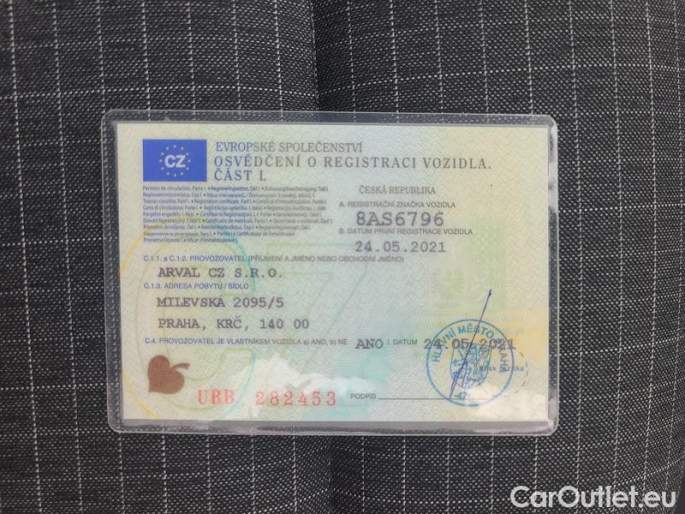 CZ
EVROPSKÉ SPOLEČENSTVÍ
OSVĚDČENÍ O REGISTRACI VOZIDLA.
ČÁST I.
ČESKÁ REPUBLIKA
A. REGISTRAČNÍ ZNAČKA VOZIDLA
8AS6796
B. DATUM PRVNÍ REGISTRACE VOZIDLA
24.05.2021
C.1.1. a C.1.2. PROVOZOVATEL (PŘÍJMENÍ A JMÉNO NEBO OBCHODNÍ JMÉNO)
ARVAL CZ S.R.O.
C.1.3. ADRESA POBYTU / SÍDLO
MILEVSKÁ 2095/5
PRAHA, KRČ, 140 00
C.4. PROVOZOVATEL JE VLASTNÍKEM VOZIDLA a) ANO, b) NE ANO I. DATUM 24.05.2021
HLAVNÍ MĚSTO PRAHA
UBB 282453
PODPIS
CarOutlet.eu